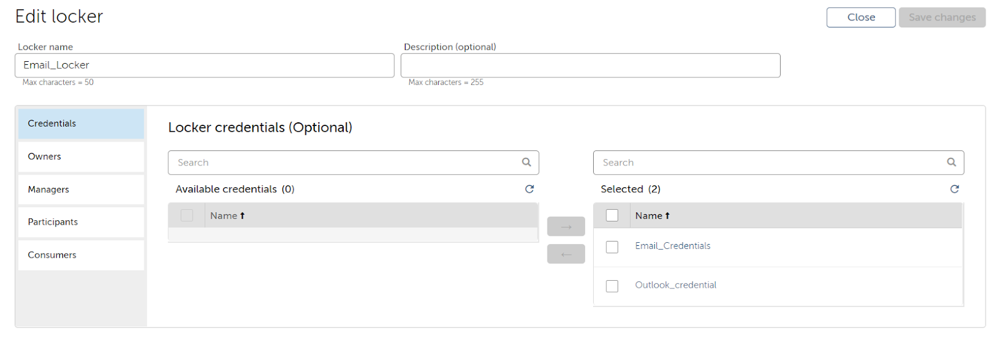 Edit locker
Close
Save changes
Locker name
Description (optional)
Email_Locker
Max characters = 50
Max characters = 255
Credentials
Owners
Managers
Participants
Consumers
Locker credentials (Optional)
Search
Available credentials (0)
Name ↑
→
←
Search
Selected (2)
Name ↑
Email_Credentials
Outlook_credential